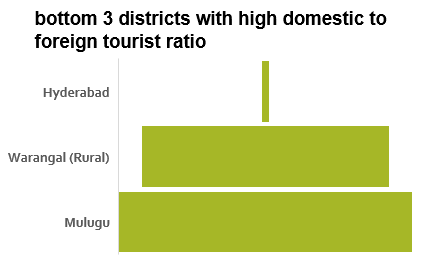 bottom 3 districts with high domestic to
foreign tourist ratio
Hyderabad
Warangal (Rural)
Mulugu